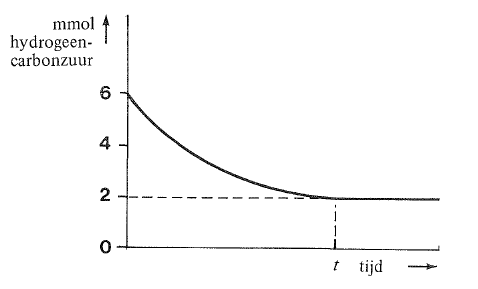 mmol
hydrogeen-
carbonzuur
6
4
2
0
t tijd